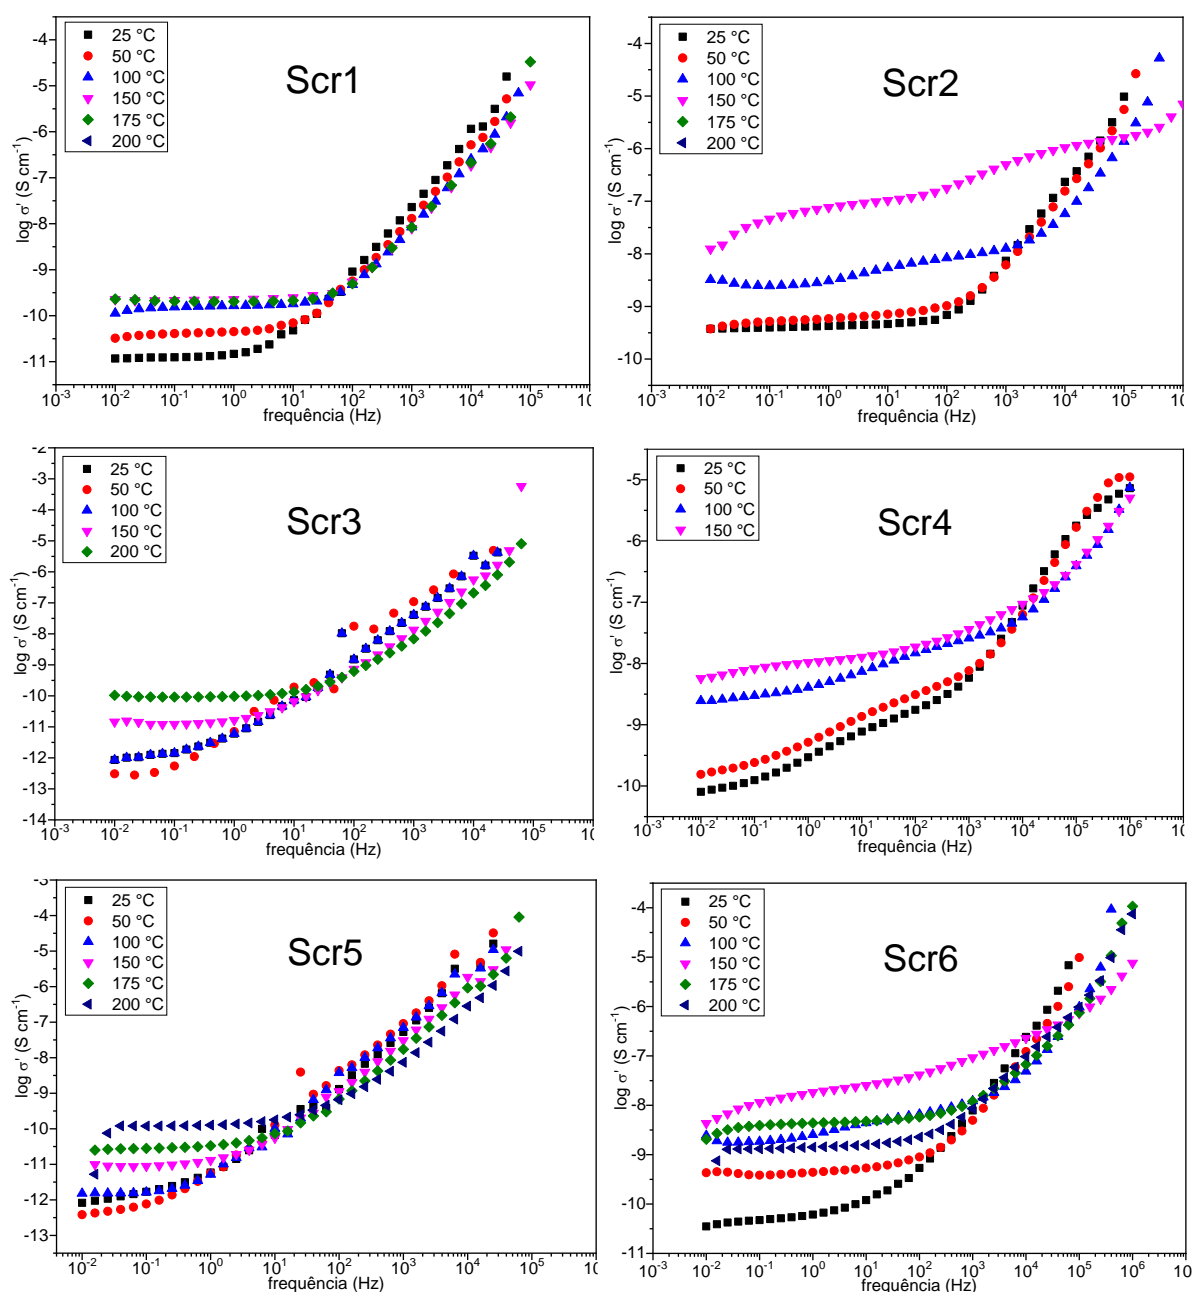 Scr1
25 °C
50 °C
100 °C
150 °C
175 °C
200 °C
-4
-5
-6
-7
-8
-9
-10
-11
log σ' (S cm⁻¹)
10⁻³ 10⁻² 10⁻¹ 10⁰ 10¹ 10² 10³ 10⁴ 10⁵
frequência (Hz)
Scr2
25 °C
50 °C
100 °C
150 °C
175 °C
200 °C
-4
-5
-6
-7
-8
-9
-10
log σ' (S cm⁻¹)
10⁻³ 10⁻² 10⁻¹ 10⁰ 10¹ 10² 10³ 10⁴ 10⁵
frequência (Hz)
Scr3
25 °C
50 °C
100 °C
150 °C
200 °C
-2
-3
-4
-5
-6
-7
-8
-9
-10
-11
-12
-13
-14
log σ' (S cm⁻¹)
10⁻³ 10⁻² 10⁻¹ 10⁰ 10¹ 10² 10³ 10⁴ 10⁵
frequência (Hz)
Scr4
25 °C
50 °C
100 °C
150 °C
-5
-6
-7
-8
-9
-10
log σ' (S cm⁻¹)
10⁻³ 10⁻² 10⁻¹ 10⁰ 10¹ 10² 10³ 10⁴ 10⁵ 10⁶
frequência (Hz)
Scr5
25 °C
50 °C
100 °C
150 °C
175 °C
200 °C
-3
-4
-5
-6
-7
-8
-9
-10
-11
-12
-13
log σ' (S cm⁻¹)
10⁻² 10⁻¹ 10⁰ 10¹ 10² 10³ 10⁴ 10⁵
frequência (Hz)
Scr6
25 °C
50 °C
100 °C
150 °C
175 °C
200 °C
-4
-5
-6
-7
-8
-9
-10
-11
log σ' (S cm⁻¹)
10⁻³ 10⁻² 10⁻¹ 10⁰ 10¹ 10² 10³ 10⁴ 10⁵ 10⁶
frequência (Hz)